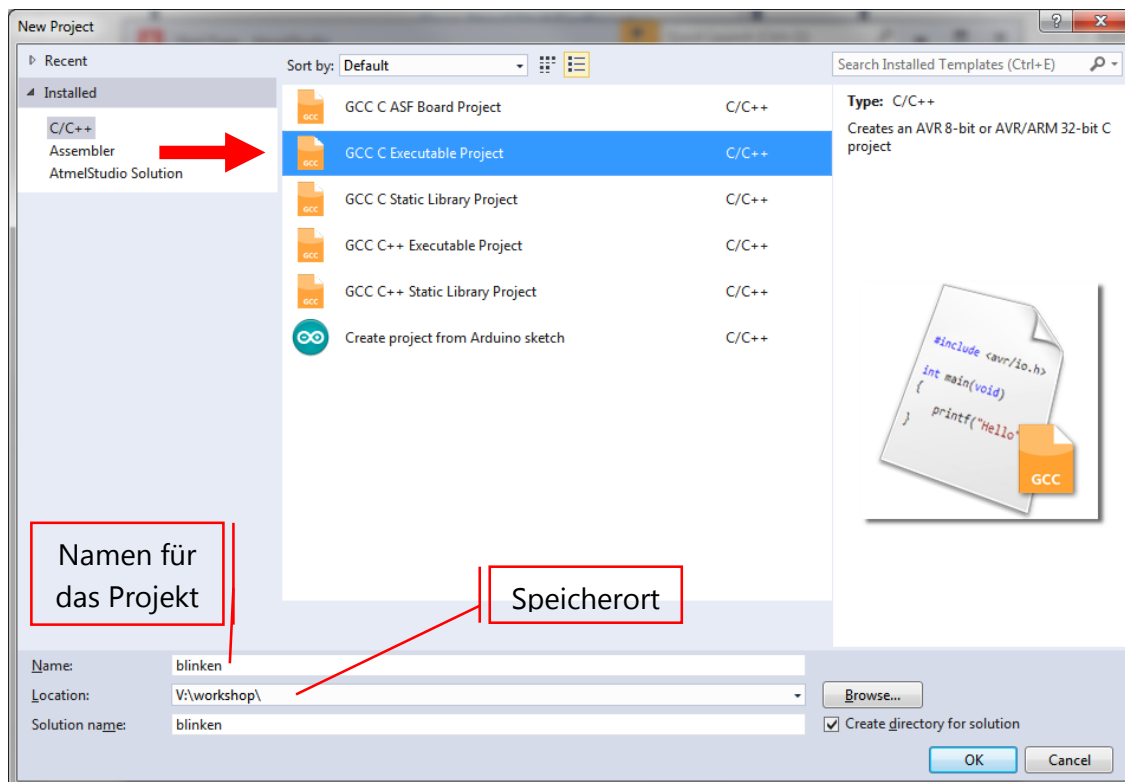 New Project
Recent
Installed
C/C++
Assembler
AtmelStudio Solution
Sort by: Default
GCC C ASF Board Project C/C++
GCC C Executable Project C/C++
GCC C Static Library Project C/C++
GCC C++ Executable Project C/C++
GCC C++ Static Library Project C/C++
Create project from Arduino sketch C/C++
Search Installed Templates (Ctrl+E)
Type: C/C++
Creates an AVR 8-bit or AVR/ARM 32-bit C
project
#include <avr/io.h>
int main(void)
{
printf("Hello"
}
GCC
Namen für
das Projekt
Speicherort
Name: blinken
Location: V:\workshop\
Browse...
Solution name: blinken
Create directory for solution
OK
Cancel